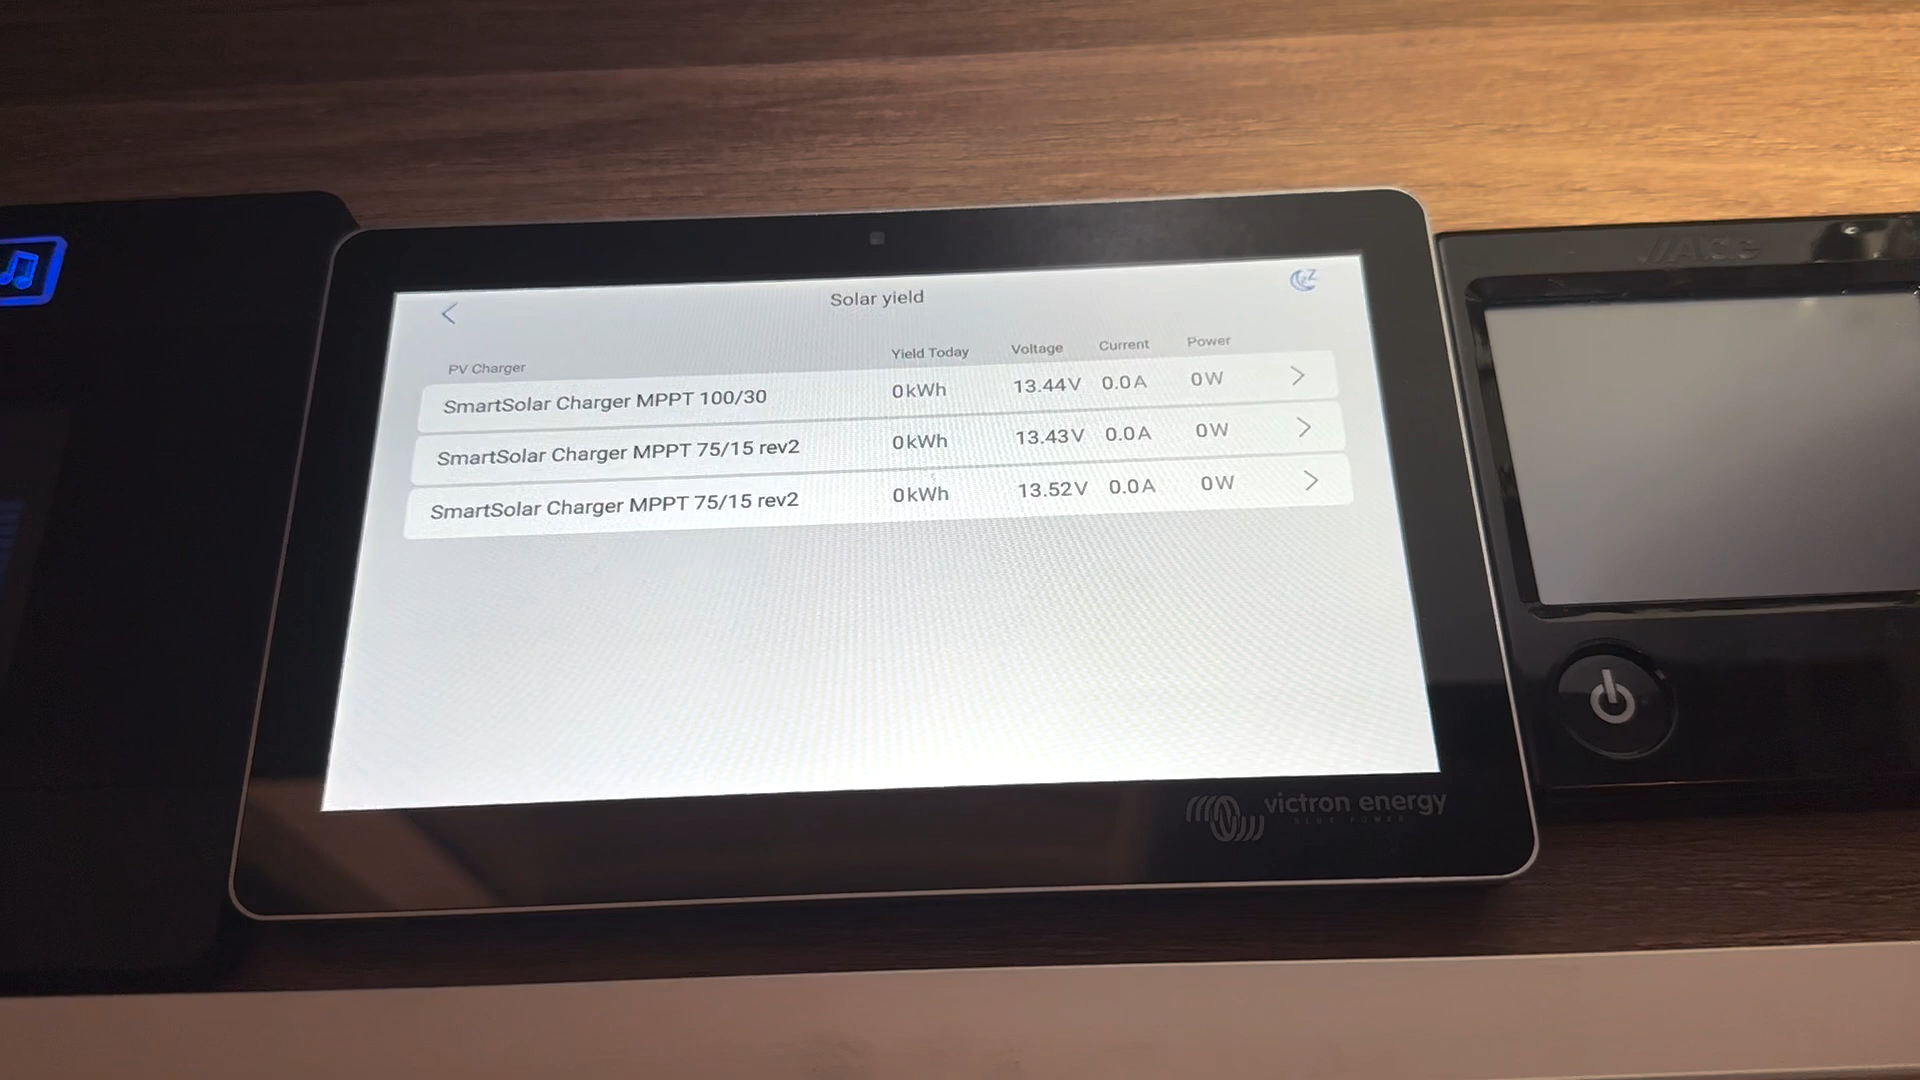 Solar yield
PV Charger Yield Today Voltage Current Power
SmartSolar Charger MPPT 100/30 0kWh 13.44V 0.0A 0W
SmartSolar Charger MPPT 75/15 rev2 0kWh 13.43V 0.0A 0W
SmartSolar Charger MPPT 75/15 rev2 0kWh 13.52V 0.0A 0W
victron energy
BLUE POWER